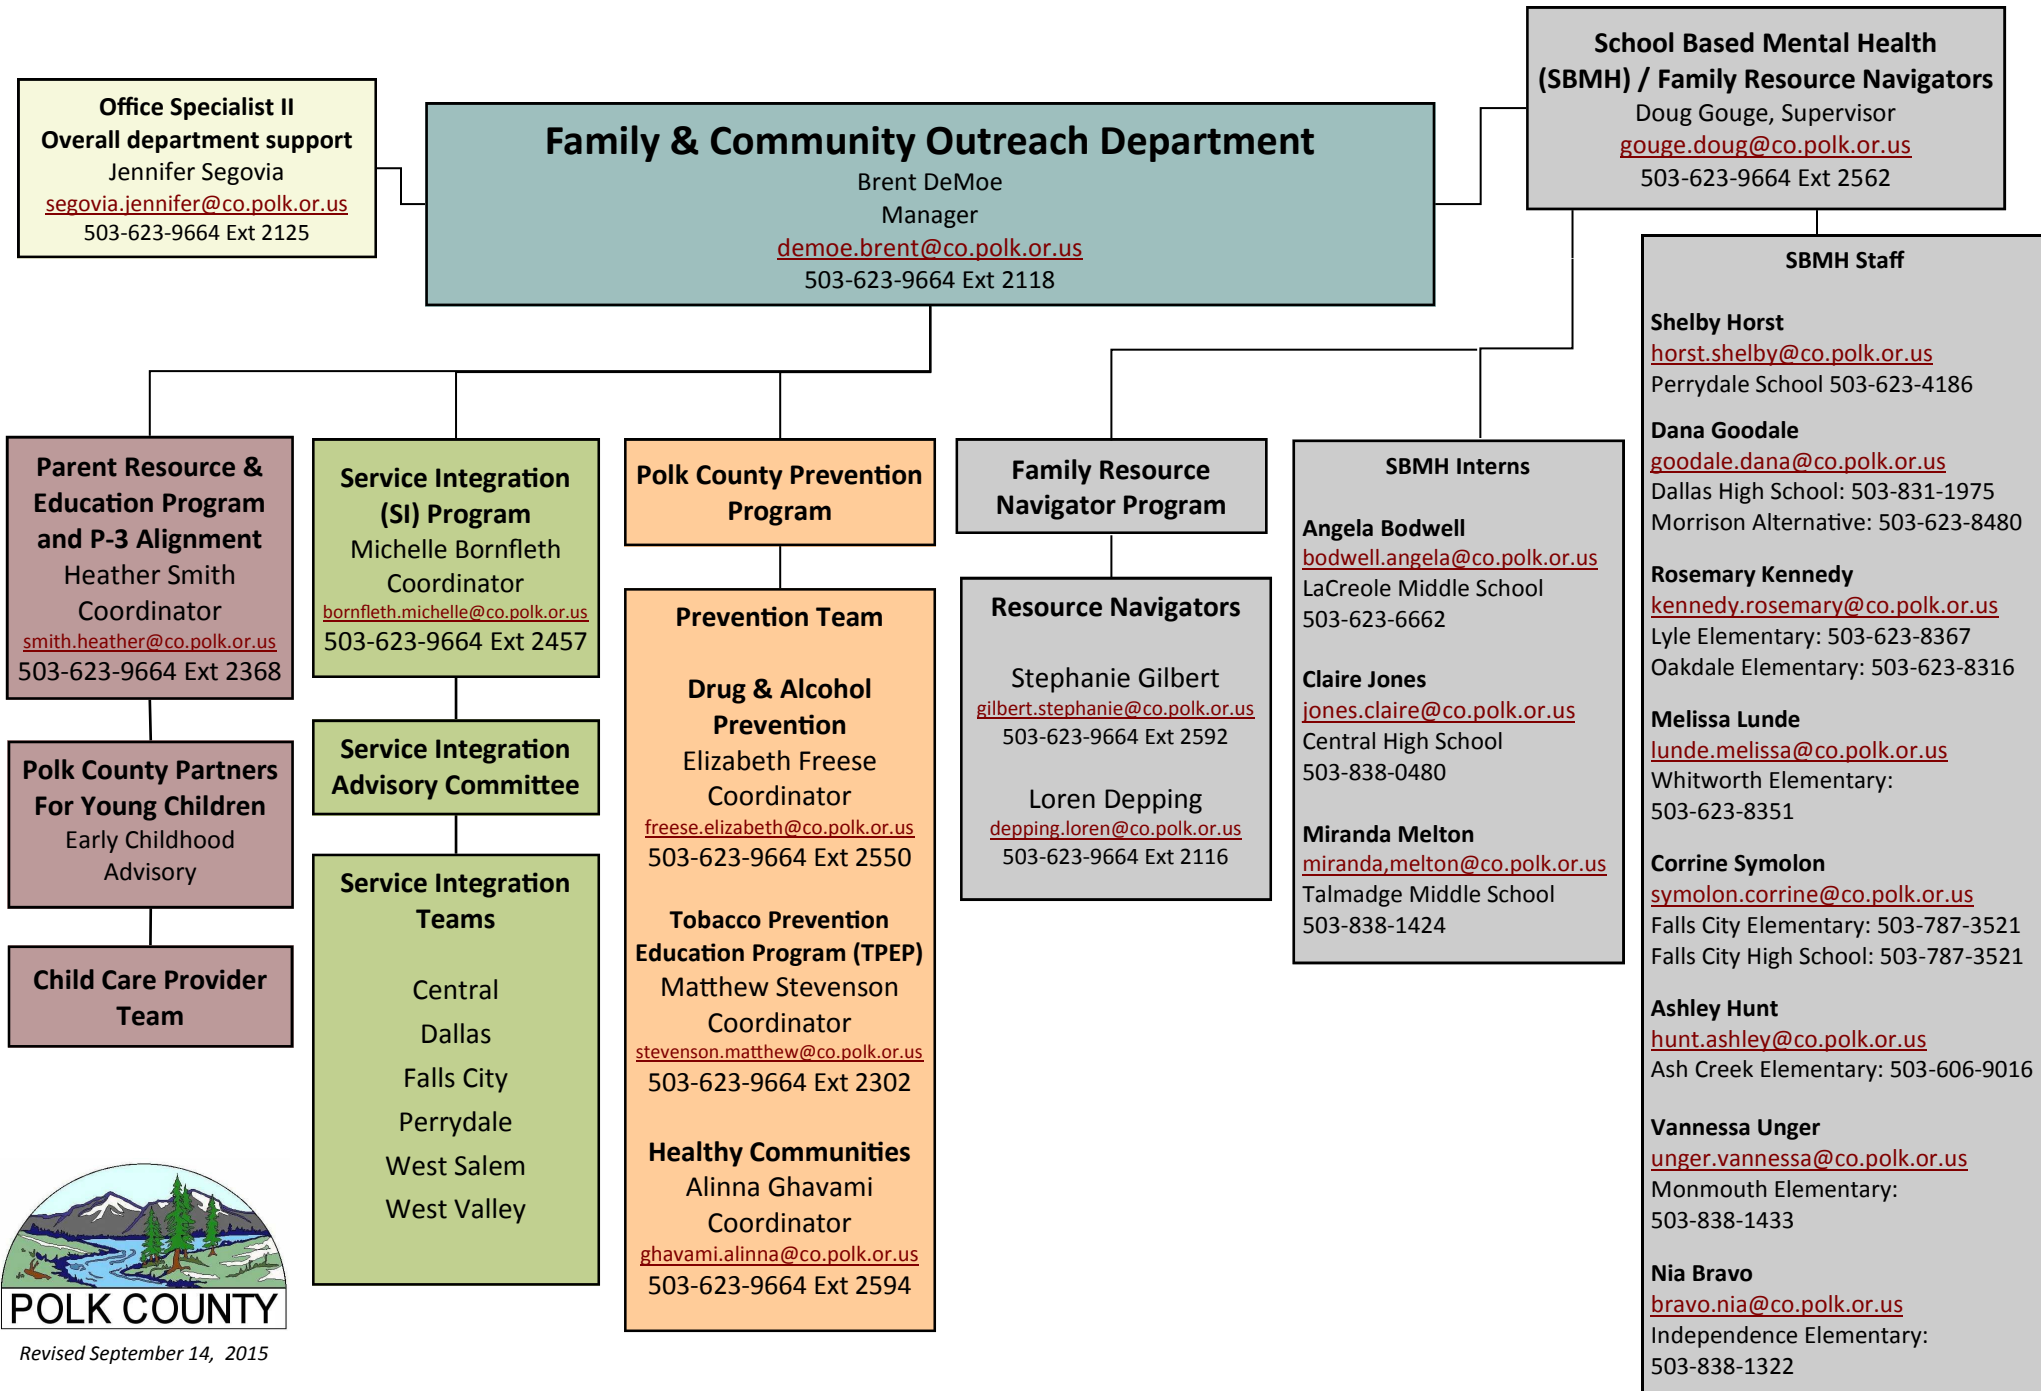 Office Specialist II
Overall department support
Jennifer Segovia
segovia.jennifer@co.polk.or.us
503-623-9664 Ext 2125
Family & Community Outreach Department
Brent DeMoe
Manager
demoe.brent@co.polk.or.us
503-623-9664 Ext 2118
School Based Mental Health
(SBMH) / Family Resource Navigators
Doug Gouge, Supervisor
gouge.doug@co.polk.or.us
503-623-9664 Ext 2562
Parent Resource &
Education Program
and P-3 Alignment
Heather Smith
Coordinator
smith.heather@co.polk.or.us
503-623-9664 Ext 2368
Polk County Partners
For Young Children
Early Childhood
Advisory
Child Care Provider
Team
Service Integration
(SI) Program
Michelle Bornfleth
Coordinator
bornfleth.michelle@co.polk.or.us
503-623-9664 Ext 2457
Service Integration
Advisory Committee
Service Integration
Teams
Central
Dallas
Falls City
Perrydale
West Salem
West Valley
Polk County Prevention
Program
Prevention Team
Drug & Alcohol
Prevention
Elizabeth Freese
Coordinator
freese.elizabeth@co.polk.or.us
503-623-9664 Ext 2550
Tobacco Prevention
Education Program (TPEP)
Matthew Stevenson
Coordinator
stevenson.matthew@co.polk.or.us
503-623-9664 Ext 2302
Healthy Communities
Alinna Ghavami
Coordinator
ghavami.alinna@co.polk.or.us
503-623-9664 Ext 2594
Family Resource
Navigator Program
Resource Navigators
Stephanie Gilbert
gilbert.stephanie@co.polk.or.us
503-623-9664 Ext 2592
Loren Depping
depping.loren@co.polk.or.us
503-623-9664 Ext 2116
SBMH Interns
Angela Bodwell
bodwell.angela@co.polk.or.us
LaCreole Middle School
503-623-6662
Claire Jones
jones.claire@co.polk.or.us
Central High School
503-838-0480
Miranda Melton
miranda,melton@co.polk.or.us
Talmadge Middle School
503-838-1424
SBMH Staff
Shelby Horst
horst.shelby@co.polk.or.us
Perrydale School 503-623-4186
Dana Goodale
goodale.dana@co.polk.or.us
Dallas High School: 503-831-1975
Morrison Alternative: 503-623-8480
Rosemary Kennedy
kennedy.rosemary@co.polk.or.us
Lyle Elementary: 503-623-8367
Oakdale Elementary: 503-623-8316
Melissa Lunde
lunde.melissa@co.polk.or.us
Whitworth Elementary:
503-623-8351
Corrine Symolon
symolon.corrine@co.polk.or.us
Falls City Elementary: 503-787-3521
Falls City High School: 503-787-3521
Ashley Hunt
hunt.ashley@co.polk.or.us
Ash Creek Elementary: 503-606-9016
Vannessa Unger
unger.vannessa@co.polk.or.us
Monmouth Elementary:
503-838-1433
Nia Bravo
bravo.nia@co.polk.or.us
Independence Elementary:
503-838-1322
POLK COUNTY
Revised September 14, 2015